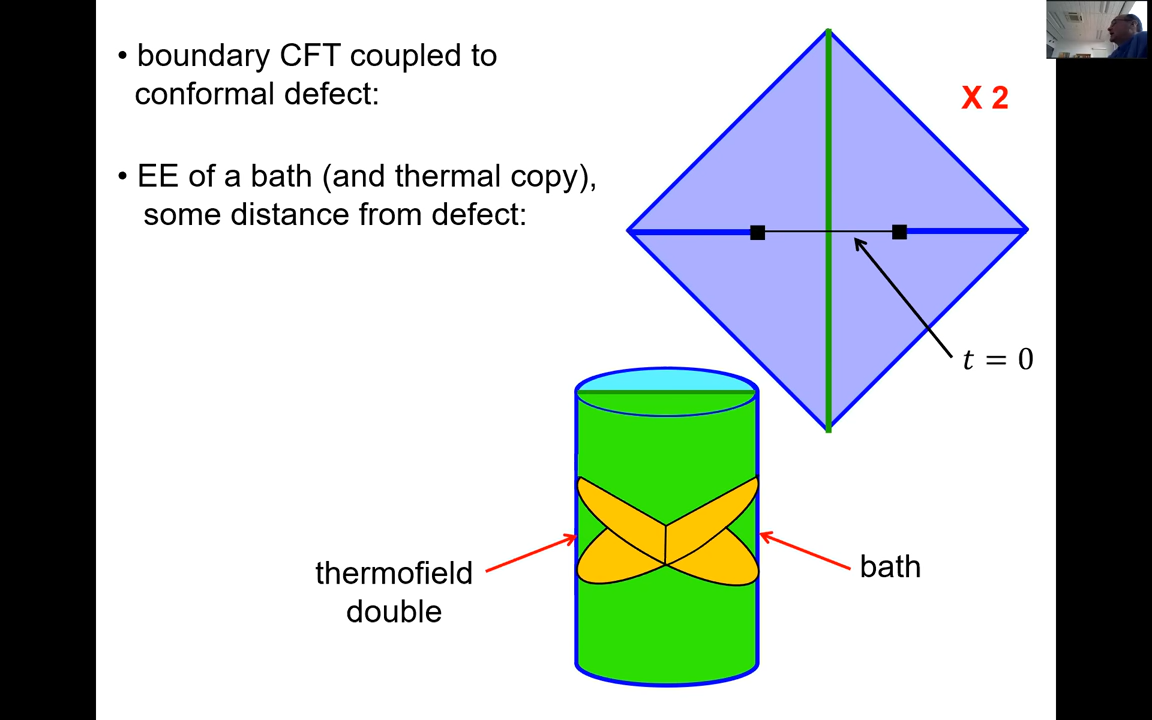 • boundary CFT coupled to
conformal defect:
X 2
• EE of a bath (and thermal copy),
some distance from defect:
t = 0
thermofield
double
bath